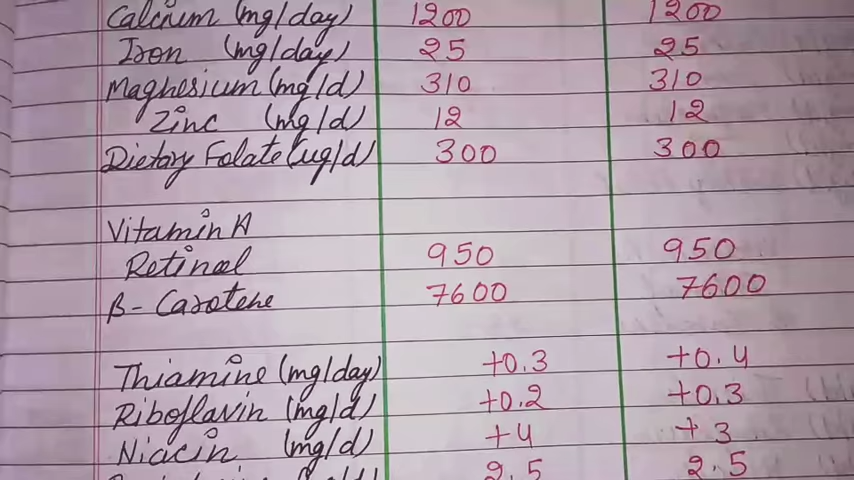 Calcium (mg/day) 1200 1200
Iron (mg/day) 25 25
Magnesium (mg/d) 310 310
Zinc (mg/d) 12 12
Dietary Folate (ug/d) 300 300
Vitamin A
Retinol 950 950
β- Carotene 7600 7600
Thiamine (mg/day) +0.3 +0.4
Riboflavin (mg/d) +0.2 +0.3
Niacin (mg/d) +4 +3
2.5 2.5